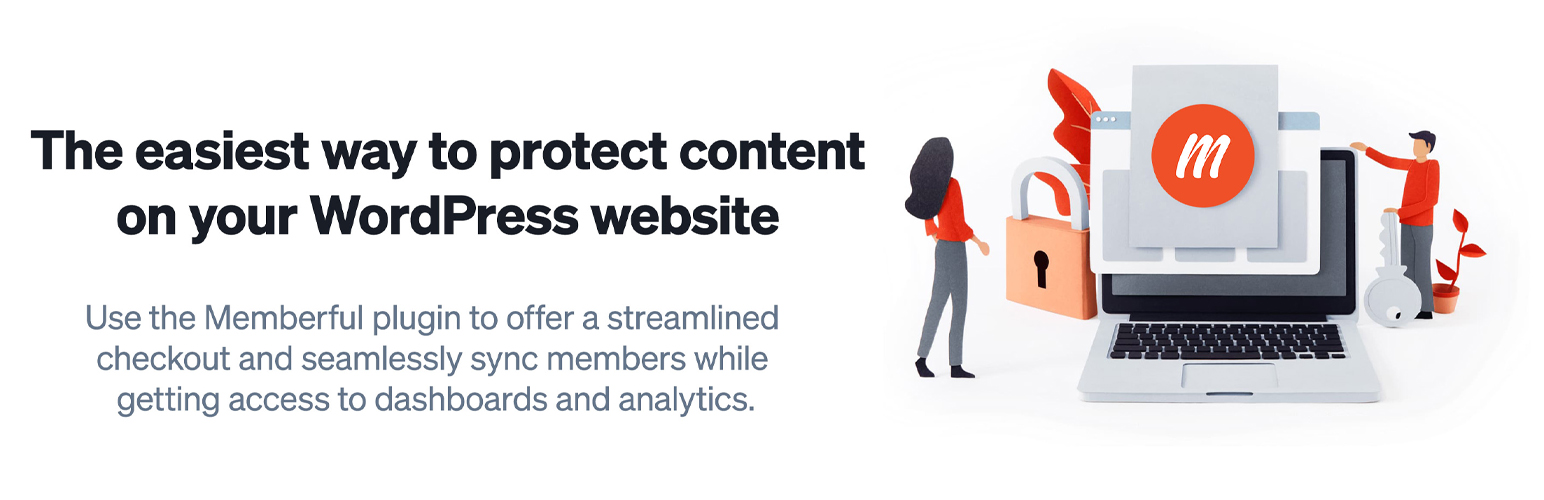 The easiest way to protect content
on your WordPress website
Use the Memberful plugin to offer a streamlined
checkout and seamlessly sync members while
getting access to dashboards and analytics.
m